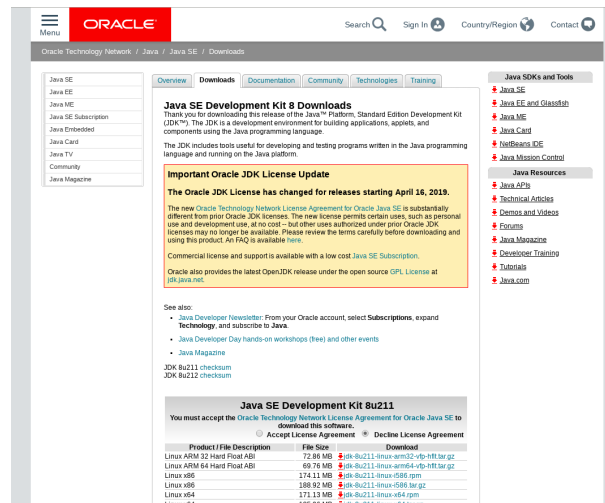 Menu
ORACLE
Search
Sign In
Country/Region
Contact
Oracle Technology Network / Java / Java SE / Downloads
Java SE
Java EE
Java ME
Java SE Subscription
Java Embedded
Java Card
Java TV
Community
Java Magazine
Overview
Downloads
Documentation
Community
Technologies
Training
Java SE Development Kit 8 Downloads
Thank you for downloading this release of the Java™ Platform, Standard Edition Development Kit
(JDK™). The JDK is a development environment for building applications, applets, and
components using the Java programming language.
The JDK includes tools useful for developing and testing programs written in the Java programming
language and running on the Java platform.
Important Oracle JDK License Update
The Oracle JDK License has changed for releases starting April 16, 2019.
The new Oracle Technology Network License Agreement for Oracle Java SE is substantially
different from prior Oracle JDK licenses. The new license permits certain uses, such as personal
use and development use, at no cost -- but other uses authorized under prior Oracle JDK
licenses may no longer be available. Please review the terms carefully before downloading and
using this product. An FAQ is available here.
Commercial license and support is available with a low cost Java SE Subscription.
Oracle also provides the latest OpenJDK release under the open source GPL License at
jdk.java.net.
See also:
• Java Developer Newsletter: From your Oracle account, select Subscriptions, expand
Technology, and subscribe to Java.
• Java Developer Day hands-on workshops (free) and other events
• Java Magazine
JDK 8u211 checksum
JDK 8u212 checksum
Java SE Development Kit 8u211
You must accept the Oracle Technology Network License Agreement for Oracle Java SE to
download this software.
Accept License Agreement Decline License Agreement
Product / File Description File Size Download
Linux ARM 32 Hard Float ABI 72.86 MB jdk-8u211-linux-arm32-vfp-hflt.tar.gz
Linux ARM 64 Hard Float ABI 69.76 MB jdk-8u211-linux-arm64-vfp-hflt.tar.gz
Linux x86 174.11 MB jdk-8u211-linux-i586.rpm
Linux x86 188.92 MB jdk-8u211-linux-i586.tar.gz
Linux x64 171.13 MB jdk-8u211-linux-x64.rpm
Java SDKs and Tools
Java SE
Java EE and Glassfish
Java ME
Java Card
NetBeans IDE
Java Mission Control
Java Resources
Java APIs
Technical Articles
Demos and Videos
Forums
Java Magazine
Developer Training
Tutorials
Java.com